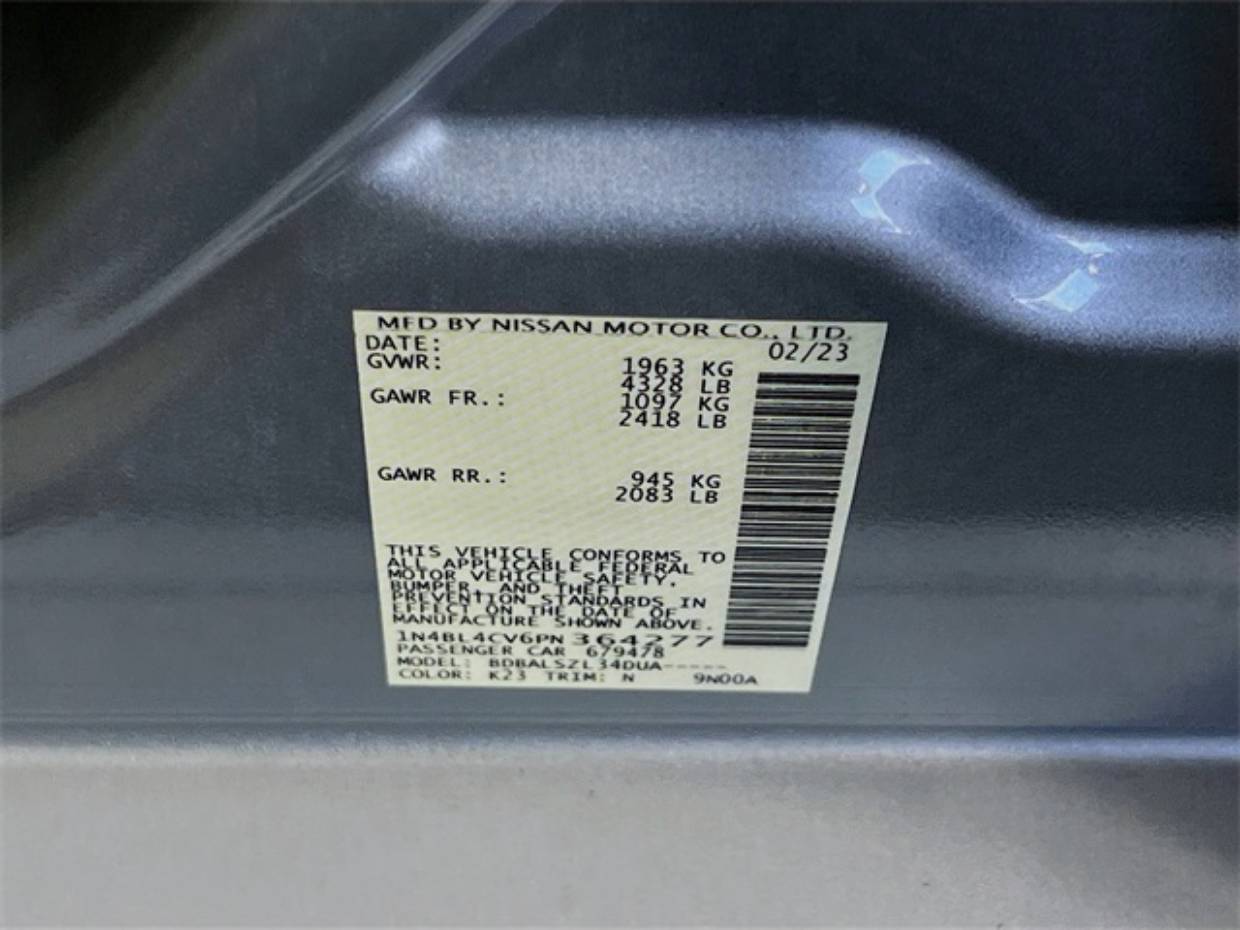 MFD BY NISSAN MOTOR CO., LTD.
DATE: 02/23
GVWR: 1963 KG
4328 LB
GAWR FR.: 1097 KG
2418 LB
GAWR RR.: 945 KG
2083 LB
THIS VEHICLE CONFORMS TO
ALL APPLICABLE FEDERAL
MOTOR VEHICLE SAFETY,
BUMPER, AND THEFT
PREVENTION STANDARDS IN
EFFECT ON THE DATE OF
MANUFACTURE SHOWN ABOVE.
1N4BL4CV6PN364277
PASSENGER CAR 679478
MODEL: BDBALSZL34DUA-----
COLOR: K23 TRIM: N 9N00A